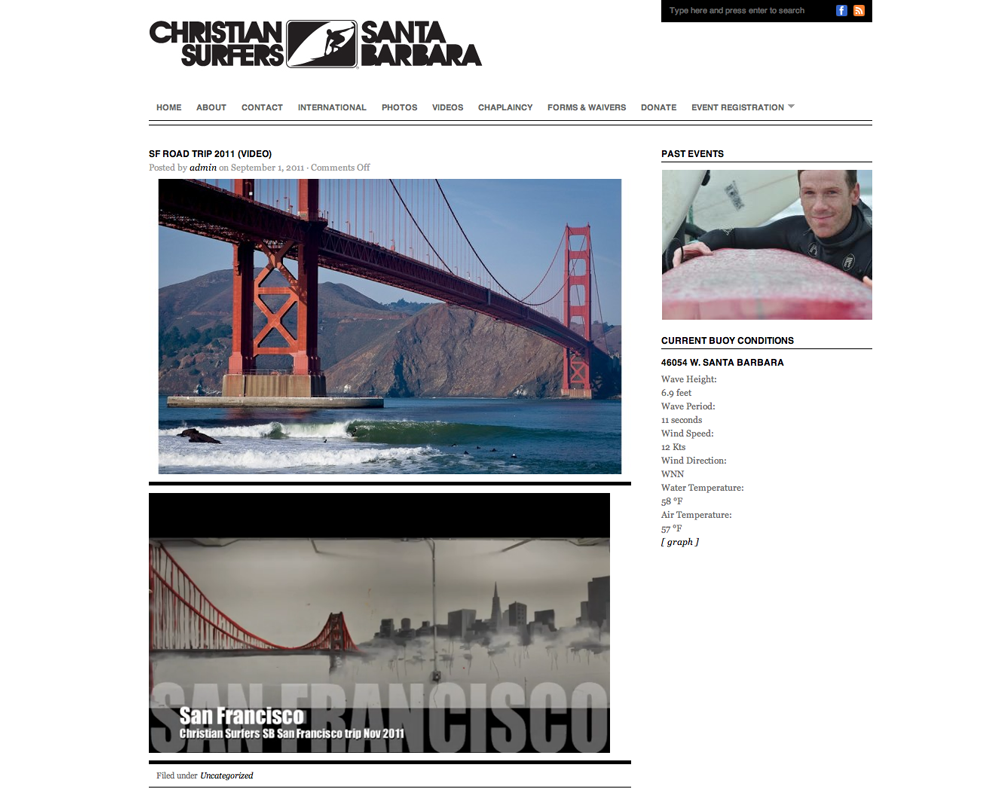 Type here and press enter to search
CHRISTIAN SANTA
SURFERS BARBARA
HOME ABOUT CONTACT INTERNATIONAL PHOTOS VIDEOS CHAPLAINCY FORMS & WAIVERS DONATE EVENT REGISTRATION
SF ROAD TRIP 2011 (VIDEO)
Posted by admin on September 1, 2011 · Comments Off
SAN FRANCISCO
San Francisco
Christian Surfers SB San Francisco trip Nov 2011
Filed under Uncategorized
PAST EVENTS
CURRENT BUOY CONDITIONS
46054 W. SANTA BARBARA
Wave Height:
6.9 feet
Wave Period:
11 seconds
Wind Speed:
12 Kts
Wind Direction:
WNN
Water Temperature:
58 °F
Air Temperature:
57 °F
[ graph ]